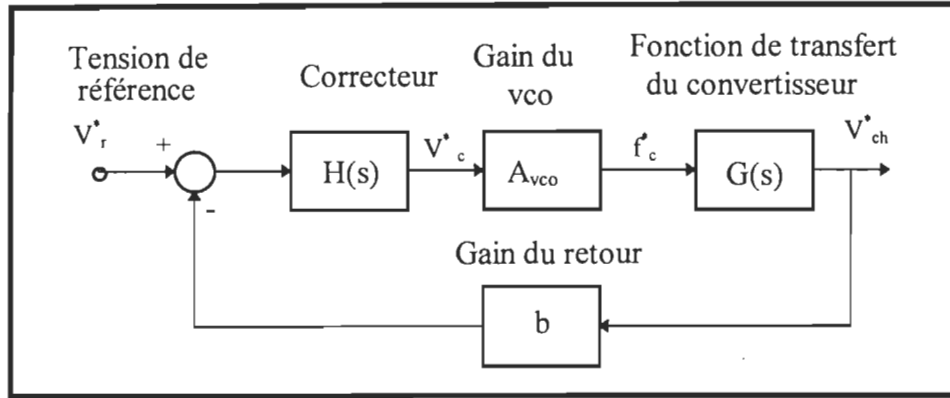 Tension de
référence
Correcteur
Gain du
vco
Fonction de transfert
du convertisseur
V*r
+
-
H(s)
V*c
Avco
f*c
G(s)
V*ch
Gain du retour
b